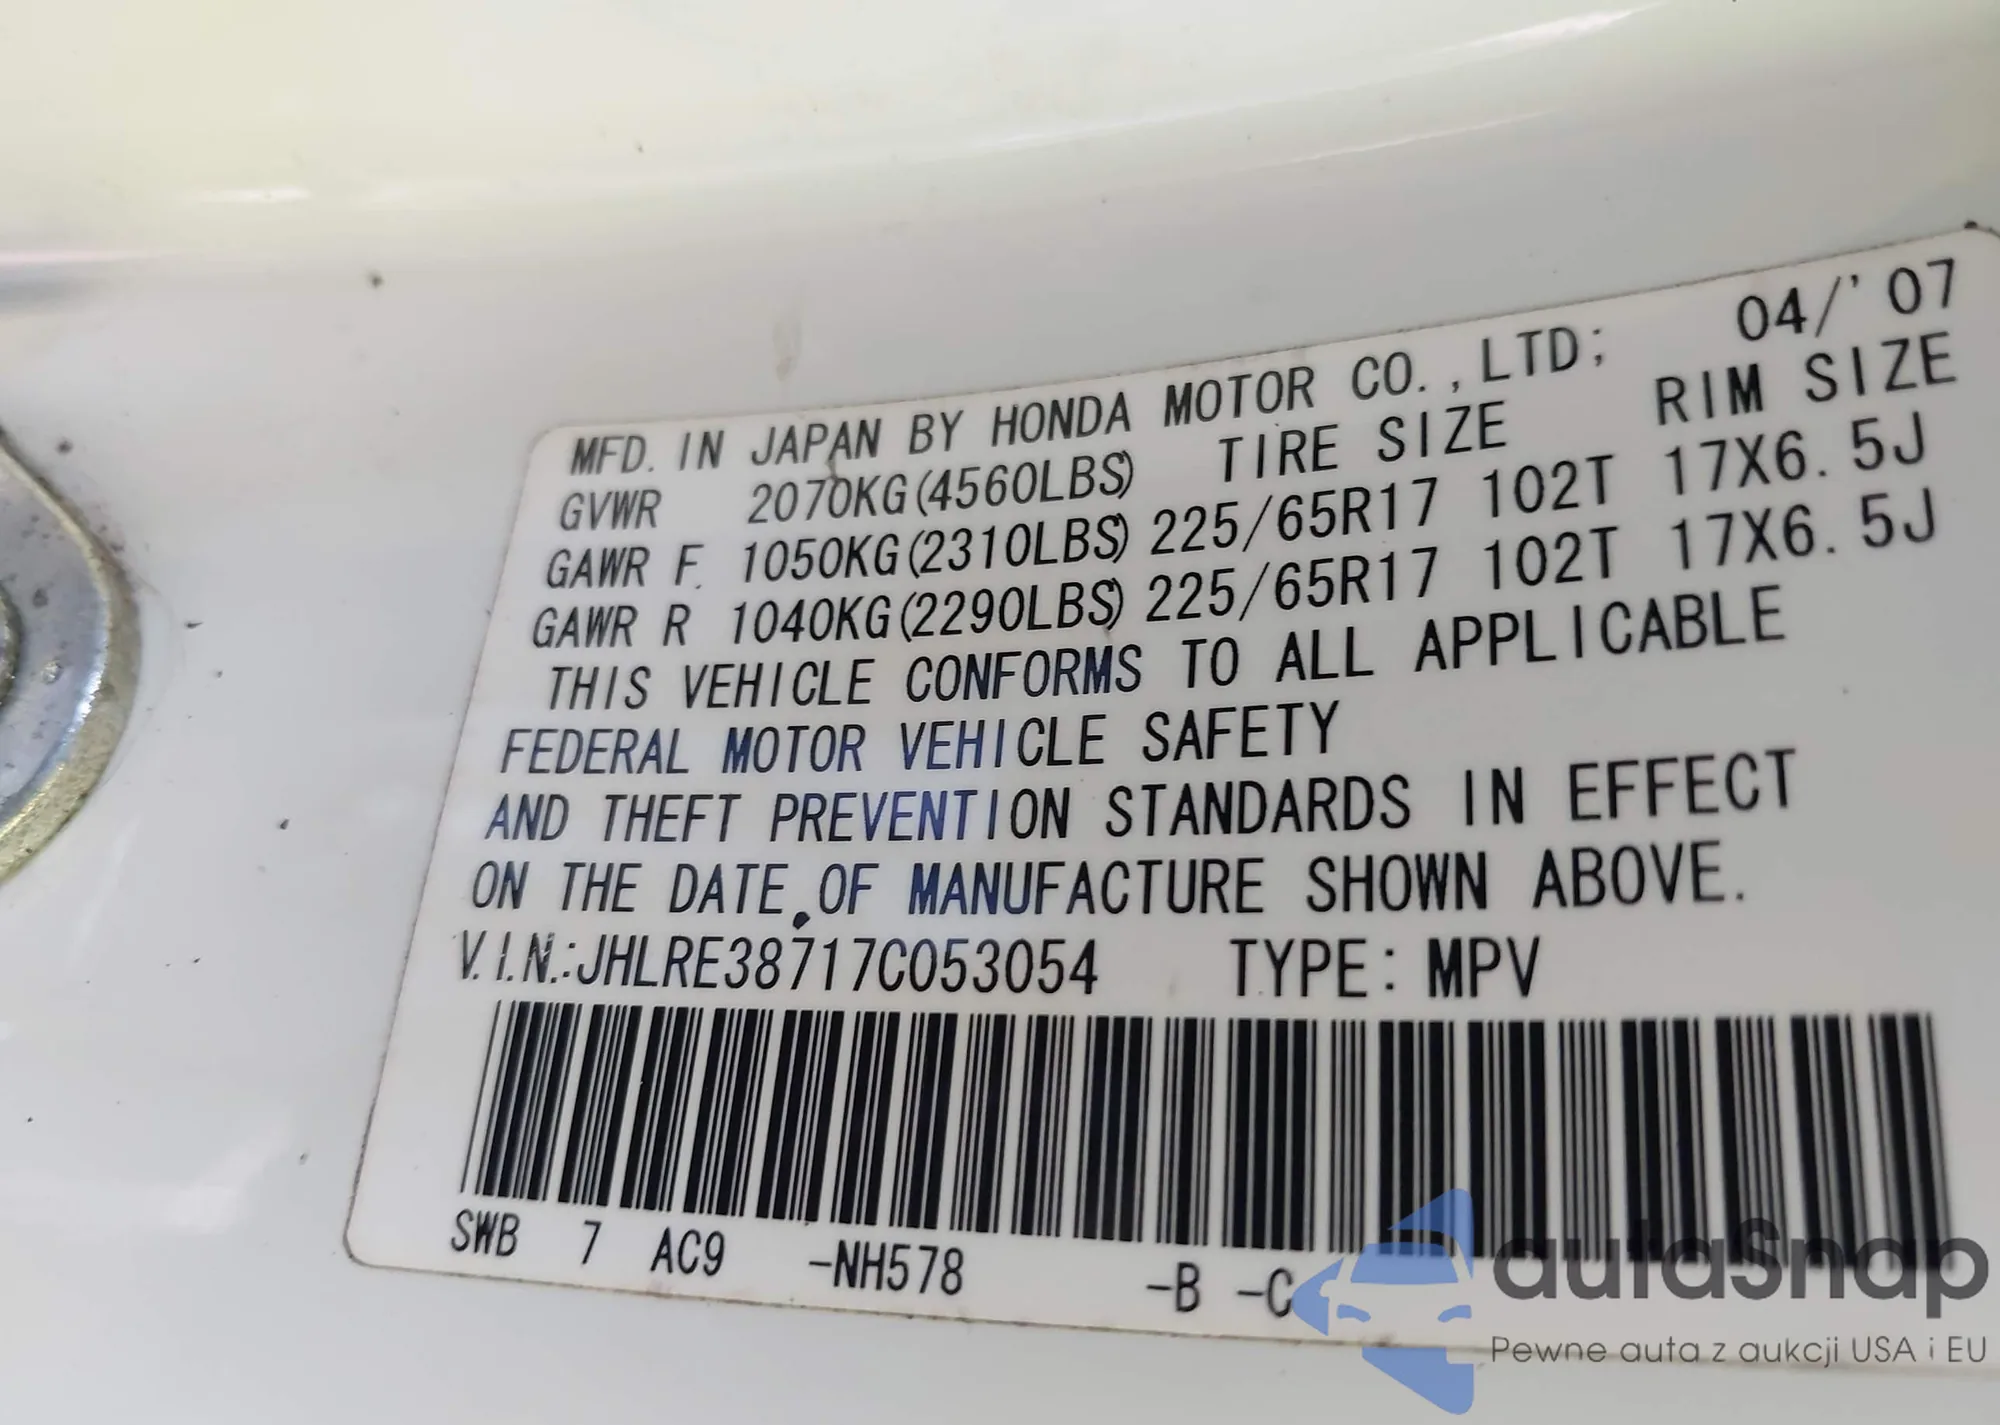 MFD. IN JAPAN BY HONDA MOTOR CO.,LTD; 04/'07
GVWR 2070KG(4560LBS) TIRE SIZE RIM SIZE
GAWR F 1050KG(2310LBS) 225/65R17 102T 17X6.5J
GAWR R 1040KG(2290LBS) 225/65R17 102T 17X6.5J
THIS VEHICLE CONFORMS TO ALL APPLICABLE
FEDERAL MOTOR VEHICLE SAFETY
AND THEFT PREVENTION STANDARDS IN EFFECT
ON THE DATE OF MANUFACTURE SHOWN ABOVE.
V.I.N.:JHLRE38717C053054 TYPE: MPV
SWB 7 AC9 -NH578 -B -C
autaSnap
Pewne auta z aukcji USA i EU